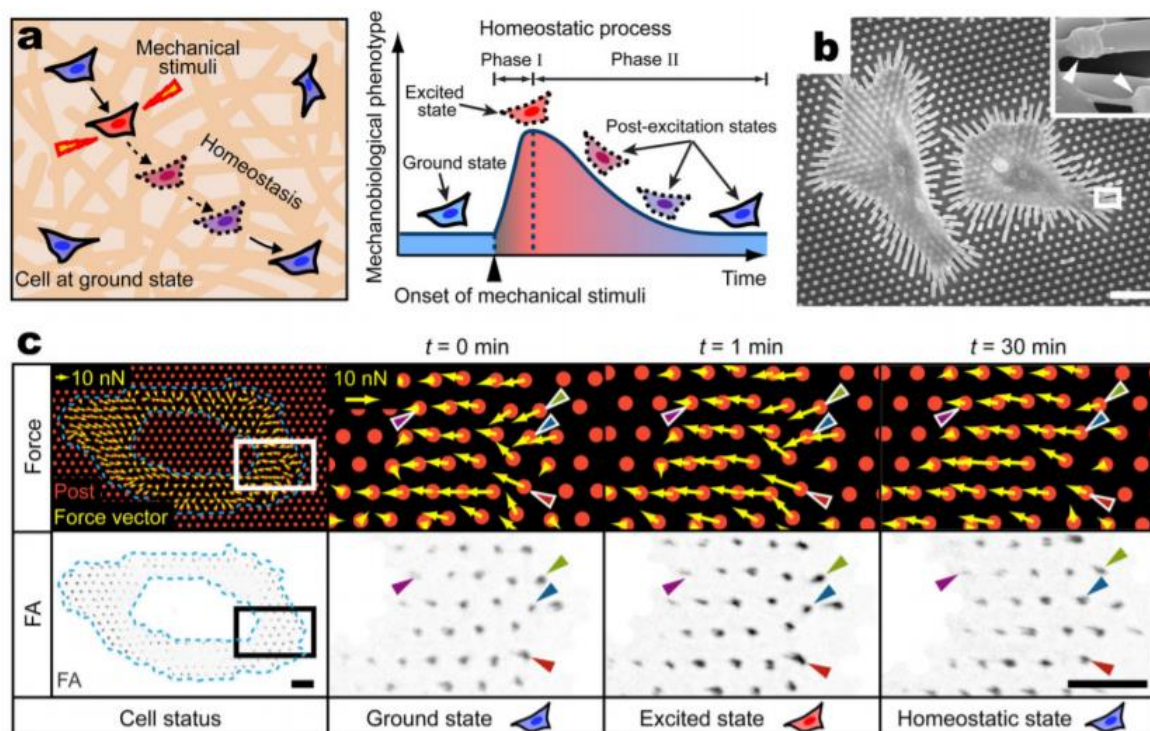 a
Mechanical
stimuli
Homeostasis
Cell at ground state
Mechanobiological phenotype
Homeostatic process
Phase I
Phase II
Excited
state
Post-excitation states
Ground state
Time
Onset of mechanical stimuli
b
c
t = 0 min
t = 1 min
t = 30 min
Force
10 nN
Post
Force vector
10 nN
FA
FA
Cell status
Ground state
Excited state
Homeostatic state